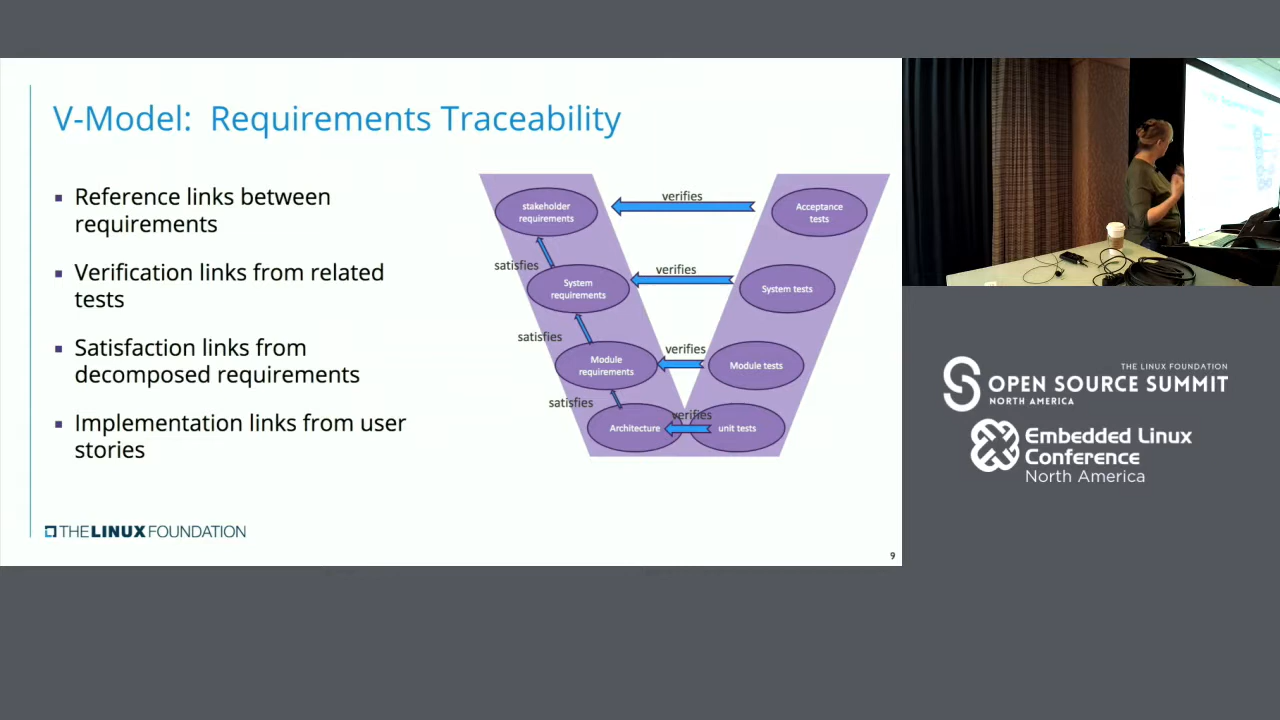 V-Model: Requirements Traceability
Reference links between
requirements
Verification links from related
tests
Satisfaction links from
decomposed requirements
Implementation links from user
stories
stakeholder
requirements
verifies
Acceptance
tests
satisfies
System
requirements
verifies
System tests
satisfies
Module
requirements
verifies
Module tests
satisfies
Architecture
verifies
unit tests
THE LINUX FOUNDATION
9
THE LINUX FOUNDATION
OPEN SOURCE SUMMIT
NORTH AMERICA
Embedded Linux
Conference
North America